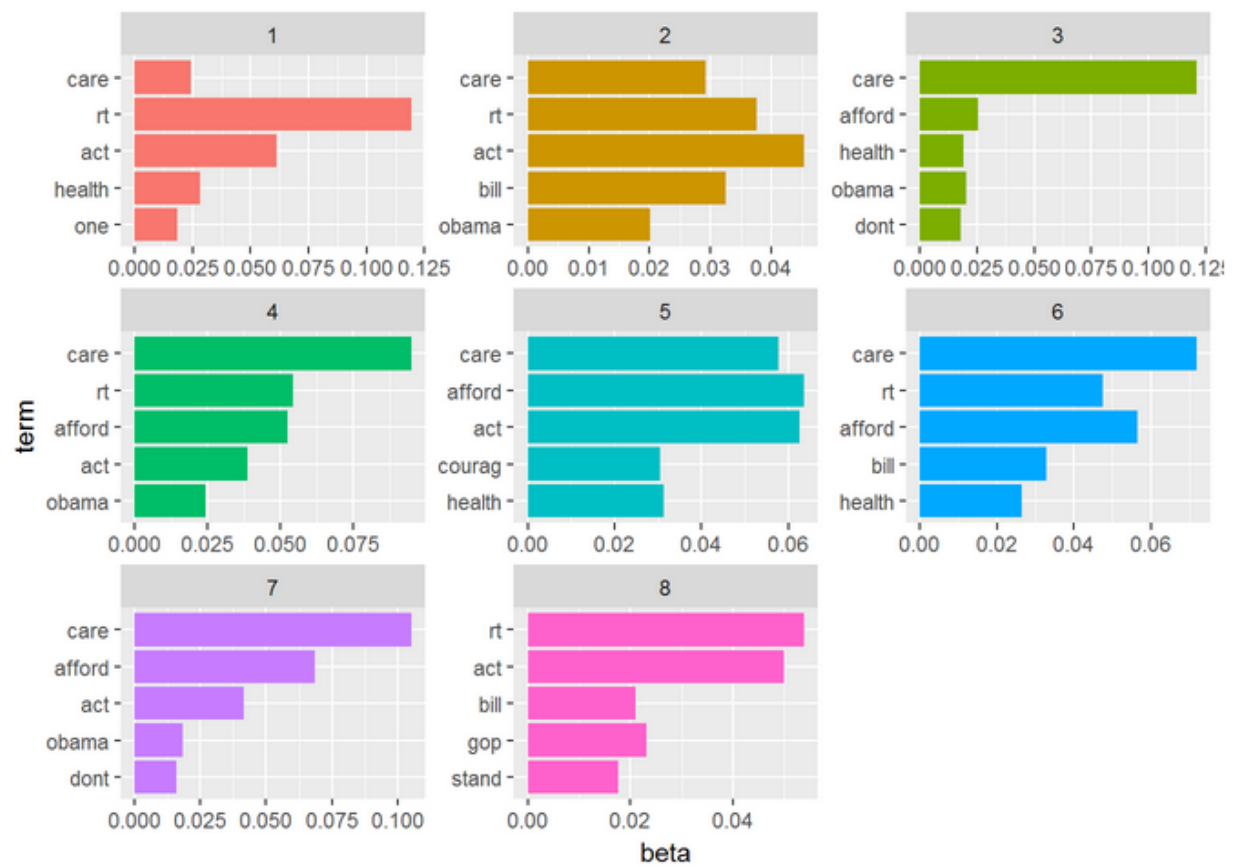 1 2 3
care care care
rt rt afford
act act health
health bill obama
one obama dont
0.000 0.025 0.050 0.075 0.100 0.125 0.00 0.01 0.02 0.03 0.04 0.000 0.025 0.050 0.075 0.100 0.125
4 5 6
care care care
rt afford rt
afford act afford
act courag bill
obama health health
0.000 0.025 0.050 0.075 0.00 0.02 0.04 0.06 0.00 0.02 0.04 0.06
term
7 8
care rt
afford act
act bill
obama gop
dont stand
0.000 0.025 0.050 0.075 0.100 0.00 0.02 0.04
beta